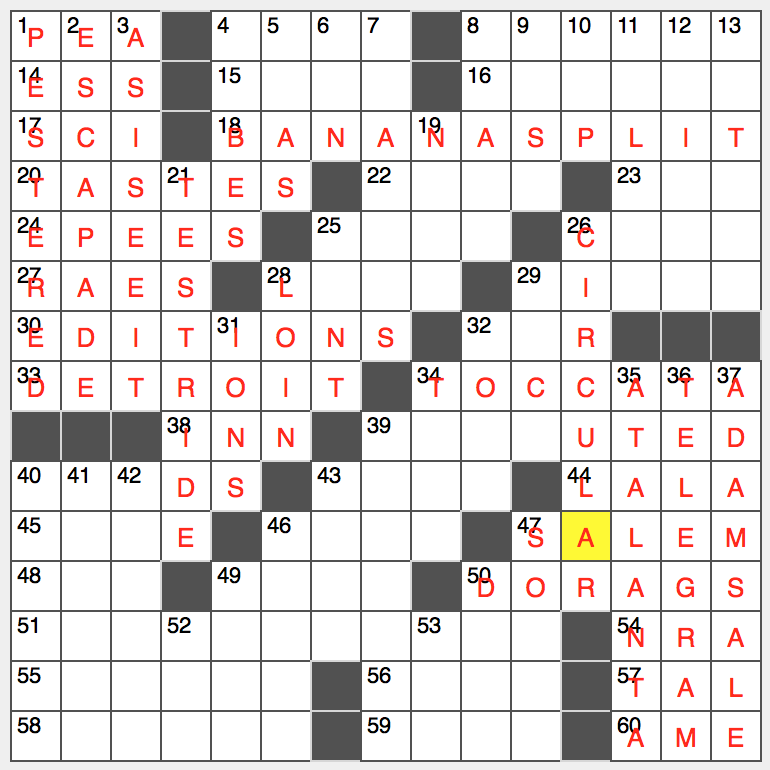 1 2 3 4 5 6 7 8 9 10 11 12 13
P E A
14 15 16
E S S
17 18 19
S C I B A N A N A S P L I T
20 21 22 23
T A S T E S
24 25 26
E P E E S C
27 28 29
R A E S L I
30 31 32
E D I T I O N S R
33 34 35 36 37
D E T R O I T T O C C A T A
38 39
I N N U T E D
40 41 42 43 44
D S L A L A
45 46 47
E S A L E M
48 49 50
D O R A G S
51 52 53 54
N R A
55 56 57
T A L
58 59 60
A M E